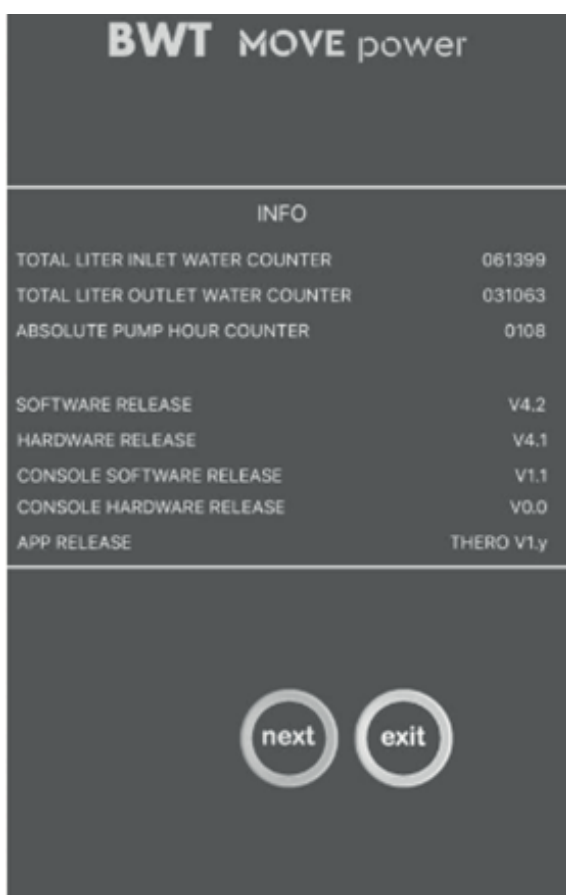 BWT MOVE power
INFO
TOTAL LITER INLET WATER COUNTER 061399
TOTAL LITER OUTLET WATER COUNTER 031063
ABSOLUTE PUMP HOUR COUNTER 0108
SOFTWARE RELEASE V4.2
HARDWARE RELEASE V4.1
CONSOLE SOFTWARE RELEASE V1.1
CONSOLE HARDWARE RELEASE V0.0
APP RELEASE THERO V1.y
next exit